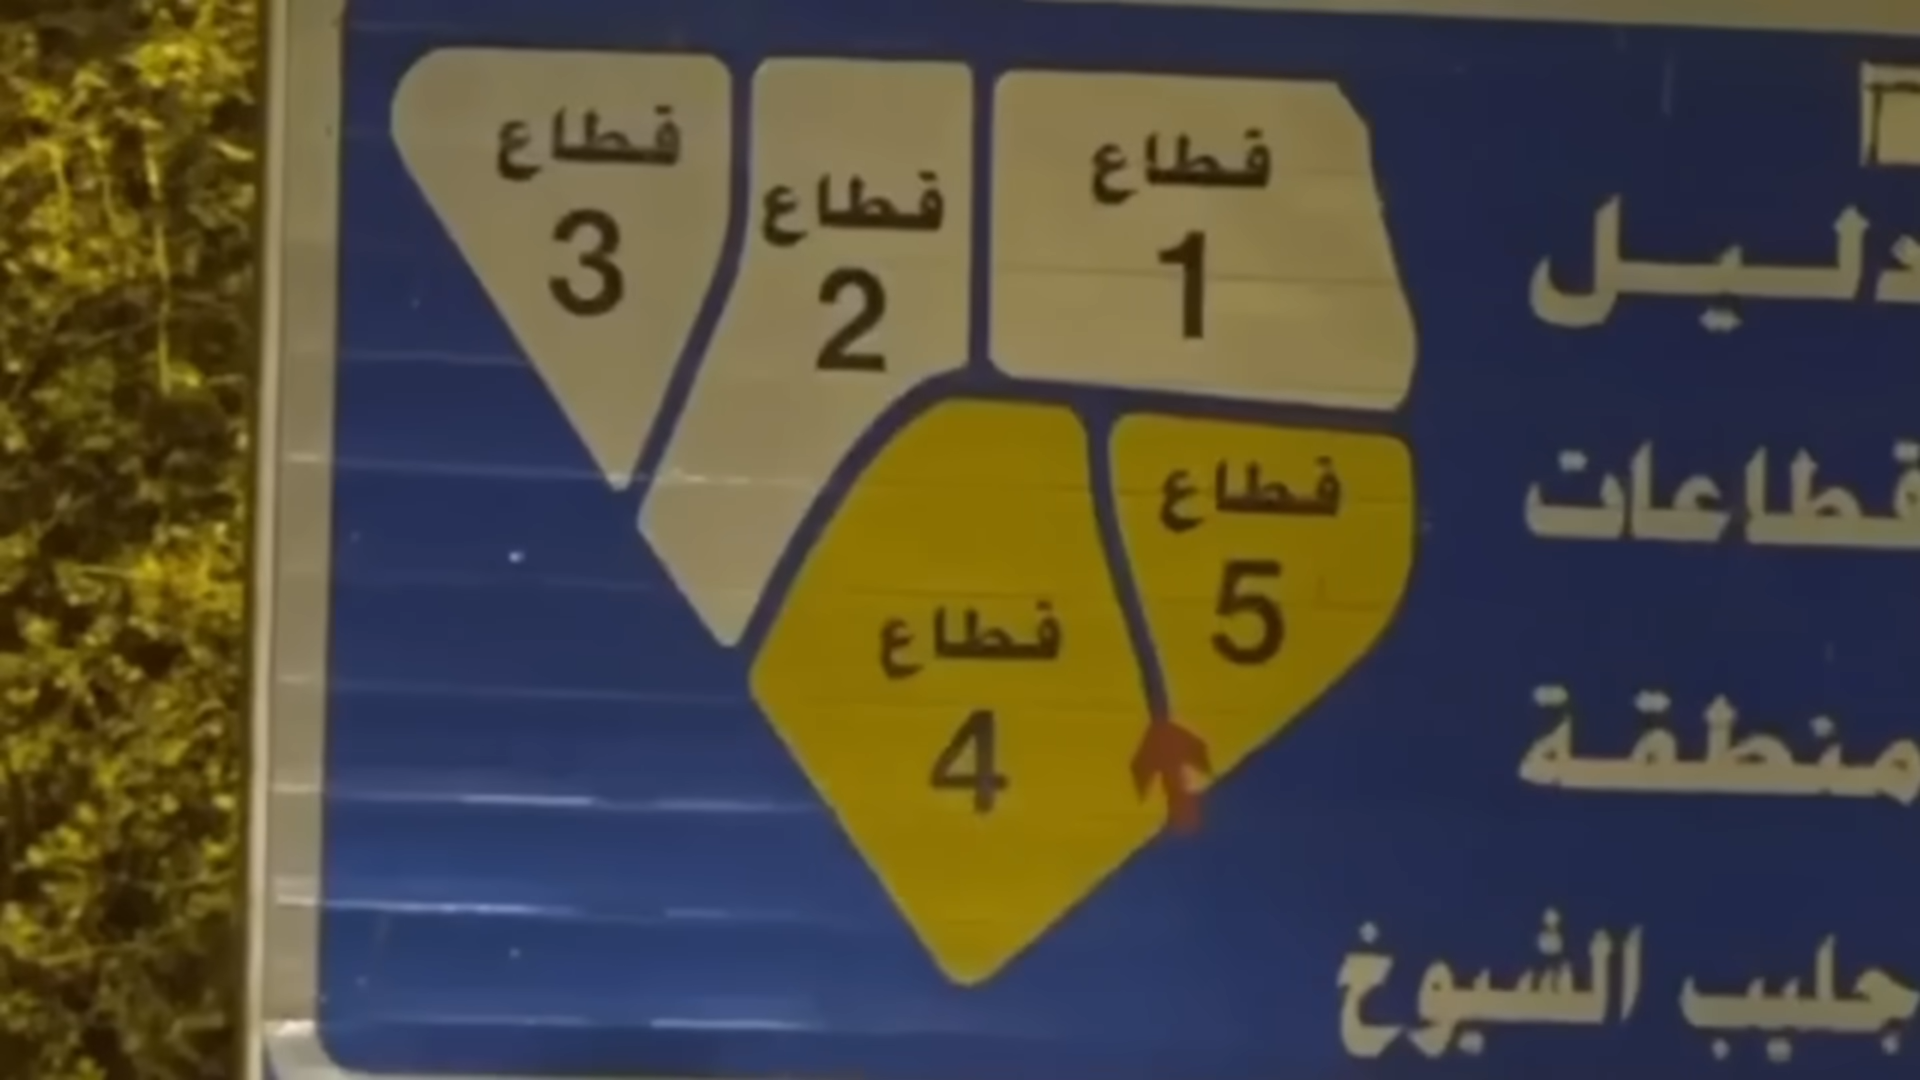 دليل
قطاعات
منطقة
جليب الشيوخ
قطاع
1
قطاع
2
قطاع
3
قطاع
4
قطاع
5